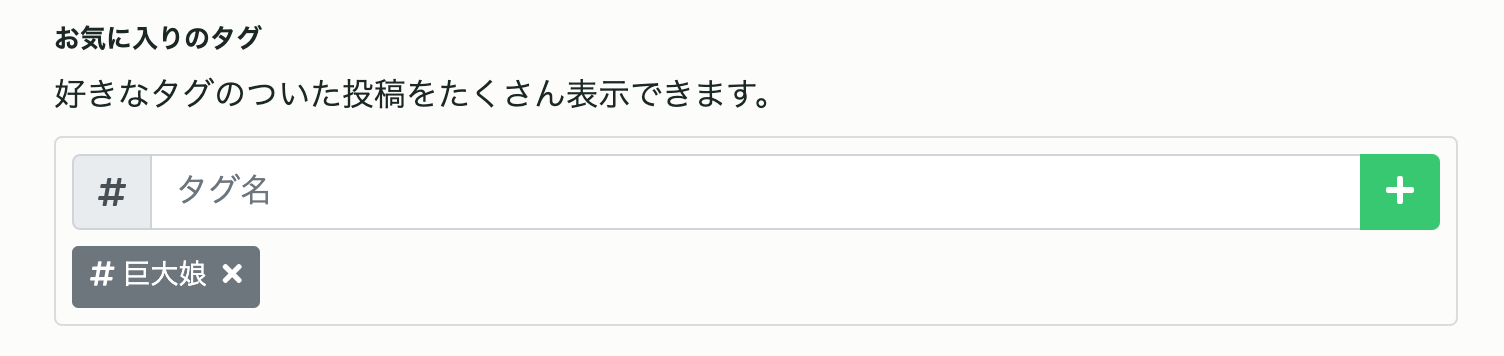 お気に入りのタグ
好きなタグのついた投稿をたくさん表示できます。
# タグ名 +
# 巨大娘 ×